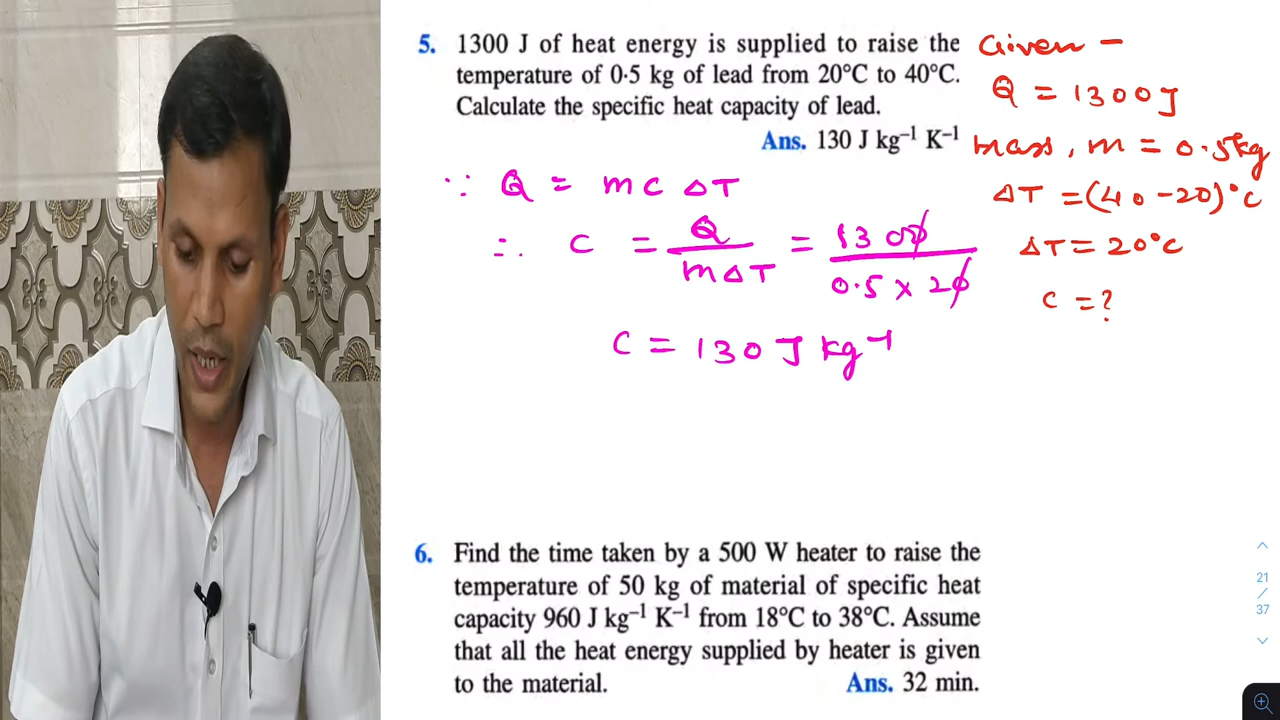 5. 1300 J of heat energy is supplied to raise the
temperature of 0·5 kg of lead from 20°C to 40°C.
Calculate the specific heat capacity of lead.
Ans. 130 J kg⁻¹ K⁻¹
Given -
Q = 1300J
mass, m = 0.5kg
ΔT = (40-20)°C
ΔT = 20°C
C = ?
∵ Q = mc ΔT
∴ C = Q / mΔT = 1300 / 0.5 × 20
C = 130 J kg⁻¹
6. Find the time taken by a 500 W heater to raise the
temperature of 50 kg of material of specific heat
capacity 960 J kg⁻¹ K⁻¹ from 18°C to 38°C. Assume
that all the heat energy supplied by heater is given
to the material. Ans. 32 min.
21
/
37